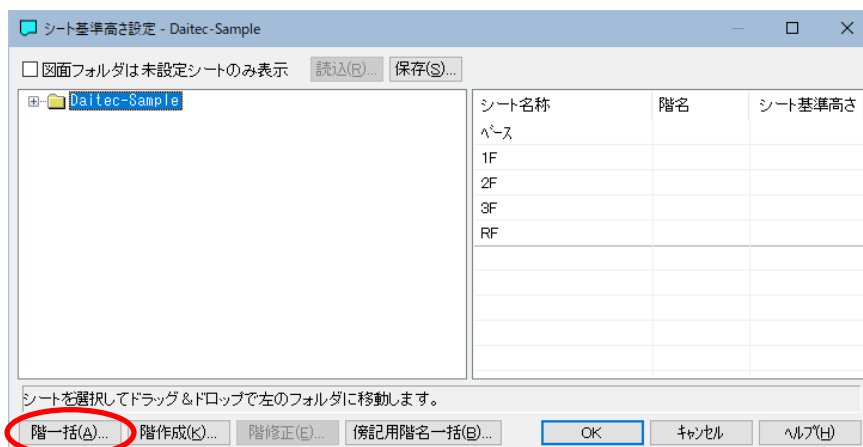 シート基準高さ設定 - Daitec-Sample
図面フォルダは未設定シートのみ表示 読込(R)... 保存(S)...
Daitec-Sample
シート名称 階名 シート基準高さ
ﾍﾞｰｽ
1F
2F
3F
RF
シートを選択してドラッグ&ドロップで左のフォルダに移動します。
階一括(A)... 階作成(K)... 階修正(E)... 傍記用階名一括(B)... OK ｷｬﾝｾﾙ ﾍﾙﾌﾟ(H)